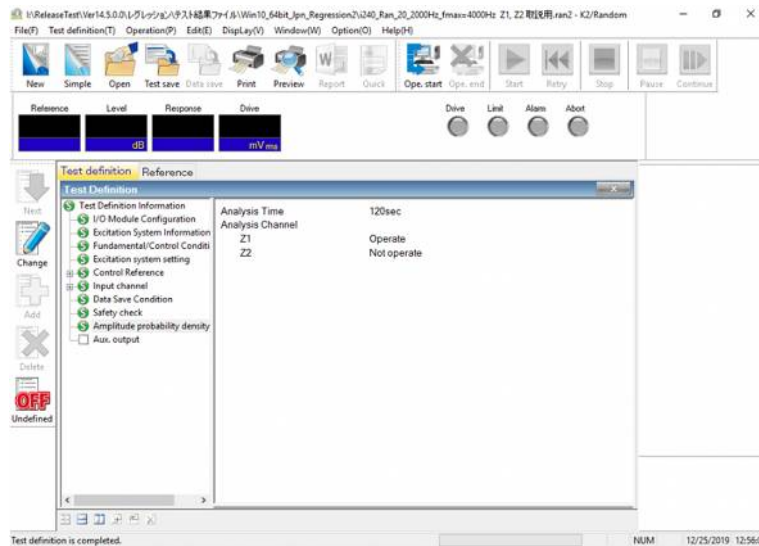 I:\ReleaseTest\Ver14.5.0.0\レグレッション\テスト結果ファイル\Win10_64bit_Jpn_Regression2\i240_Ran_20_2000Hz_fmax=4000Hz Z1, Z2 取説用.ran2 - K2/Random
File(F) Test definition(T) Operation(P) Edit(E) DispLay(V) Window(W) Option(O) Help(H)
New Simple Open Test save Data save Print Preview Report Quick Ope. start Ope. end Start Retry Stop Pause Continue
Reference Level Response Drive Drive Limit Alarm Abort
dB mV rms
Test definition Reference
Test Definition
Next
Change
Add
Delete
OFF
Undefined
Test Definition Information
I/O Module Configuration
Excitation System Information
Fundamental/Control Conditi
Excitation system setting
Control Reference
Input channel
Data Save Condition
Safety check
Amplitude probability density
Aux. output
Analysis Time 120sec
Analysis Channel
Z1 Operate
Z2 Not operate
Test definition is completed. NUM 12/25/2019 12:56: